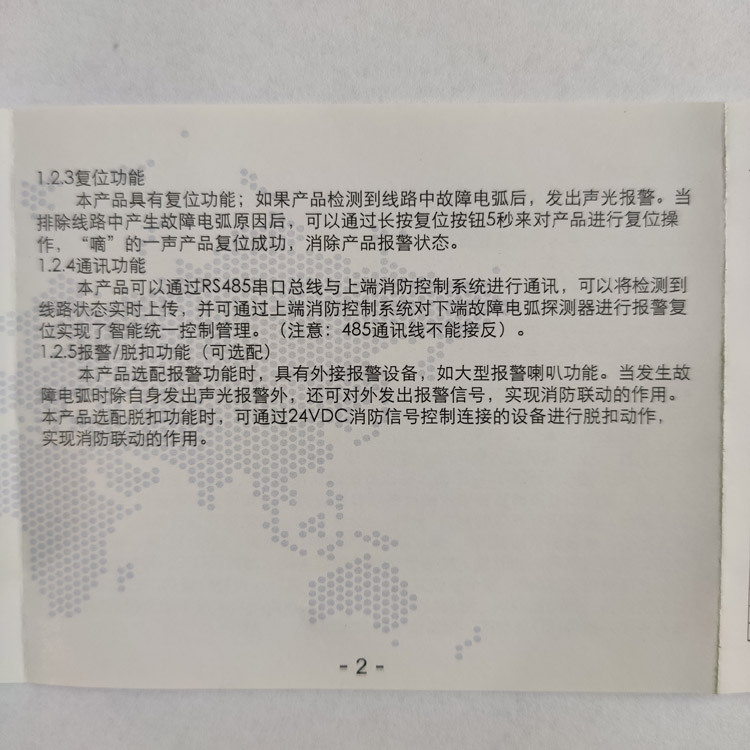 1.2.3复位功能
本产品具有复位功能；如果产品检测到线路中故障电弧后，发出声光报警。当
排除线路中产生故障电弧原因后，可以通过长按复位按钮5秒来对产品进行复位操
作，“嘀”的一声产品复位成功，消除产品报警状态。
1.2.4通讯功能
本产品可以通过RS485串口总线与上端消防控制系统进行通讯，可以将检测到
线路状态实时上传，并可通过上端消防控制系统对下端故障电弧探测器进行报警复
位实现了智能统一控制管理。（注意：485通讯线不能接反）。
1.2.5报警/脱扣功能（可选配）
本产品选配报警功能时，具有外接报警设备，如大型报警喇叭功能。当发生故
障电弧时除自身发出声光报警外，还可对外发出报警信号，实现消防联动的作用。
本产品选配脱扣功能时，可通过24VDC消防信号控制连接的设备进行脱扣动作，
实现消防联动的作用。
- 2 -